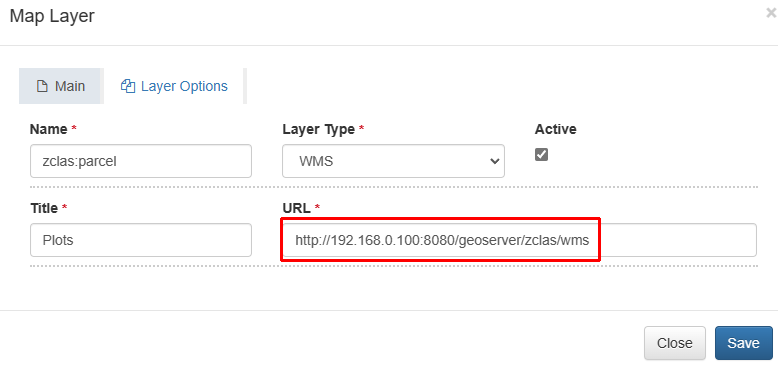 Map Layer
×
Main
Layer Options
Name *
Layer Type *
Active
zclas:parcel
WMS
Title *
URL *
Plots
http://192.168.0.100:8080/geoserver/zclas/wms
Close
Save